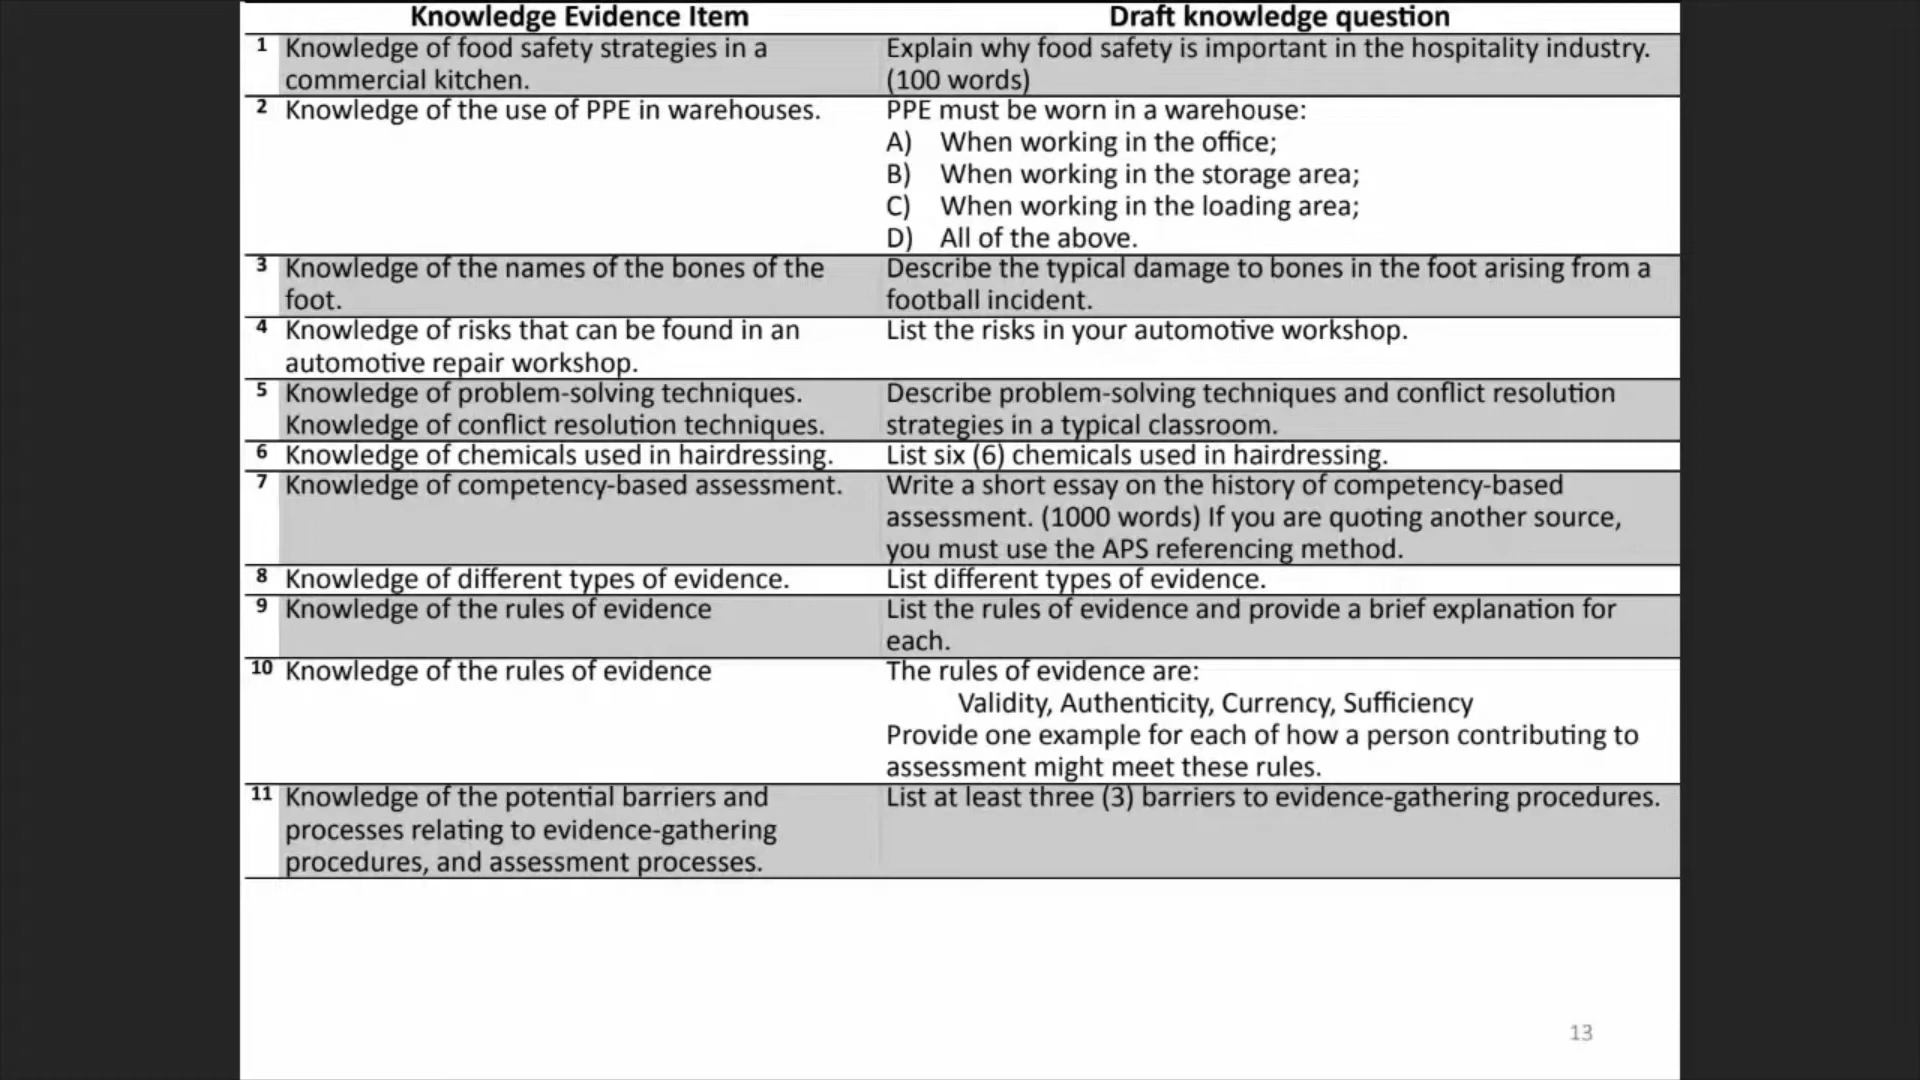 Knowledge Evidence Item Draft knowledge question
1 Knowledge of food safety strategies in a Explain why food safety is important in the hospitality industry.
commercial kitchen. (100 words)
2 Knowledge of the use of PPE in warehouses. PPE must be worn in a warehouse:
A) When working in the office;
B) When working in the storage area;
C) When working in the loading area;
D) All of the above.
3 Knowledge of the names of the bones of the Describe the typical damage to bones in the foot arising from a
foot. football incident.
4 Knowledge of risks that can be found in an List the risks in your automotive workshop.
automotive repair workshop.
5 Knowledge of problem-solving techniques. Describe problem-solving techniques and conflict resolution
Knowledge of conflict resolution techniques. strategies in a typical classroom.
6 Knowledge of chemicals used in hairdressing. List six (6) chemicals used in hairdressing.
7 Knowledge of competency-based assessment. Write a short essay on the history of competency-based
assessment. (1000 words) If you are quoting another source,
you must use the APS referencing method.
8 Knowledge of different types of evidence. List different types of evidence.
9 Knowledge of the rules of evidence List the rules of evidence and provide a brief explanation for
each.
10 Knowledge of the rules of evidence The rules of evidence are:
Validity, Authenticity, Currency, Sufficiency
Provide one example for each of how a person contributing to
assessment might meet these rules.
11 Knowledge of the potential barriers and List at least three (3) barriers to evidence-gathering procedures.
processes relating to evidence-gathering
procedures, and assessment processes.
13